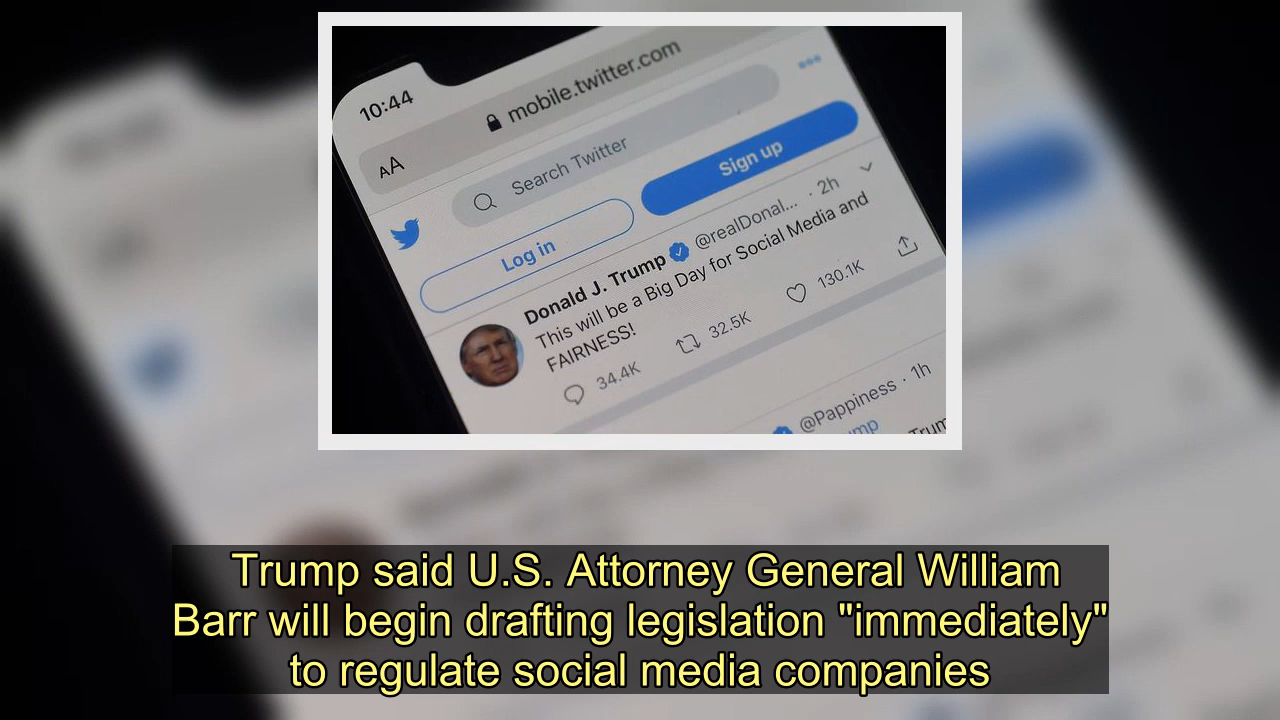 10:44
AA
mobile.twitter.com
Search Twitter
Log in
Sign up
Donald J. Trump @realDonal... · 2h
This will be a Big Day for Social Media and
FAIRNESS!
34.4K 32.5K 130.1K
@Pappiness · 1h
Trump said U.S. Attorney General William
Barr will begin drafting legislation "immediately"
to regulate social media companies